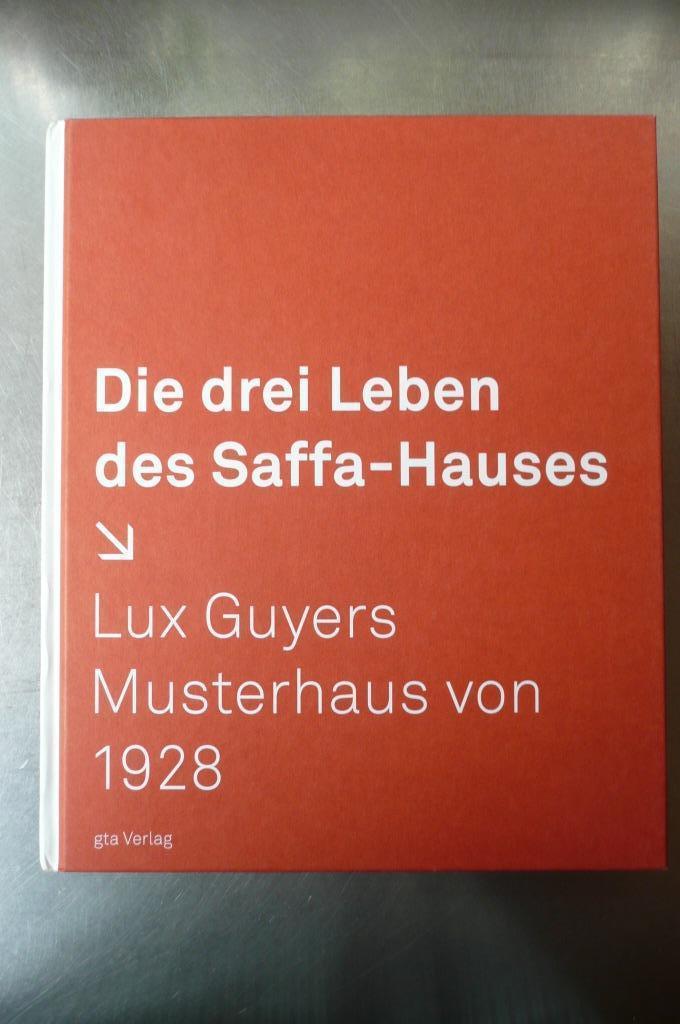 Die drei Leben
des Saffa-Hauses
↘
Lux Guyers
Musterhaus von
1928
gta Verlag